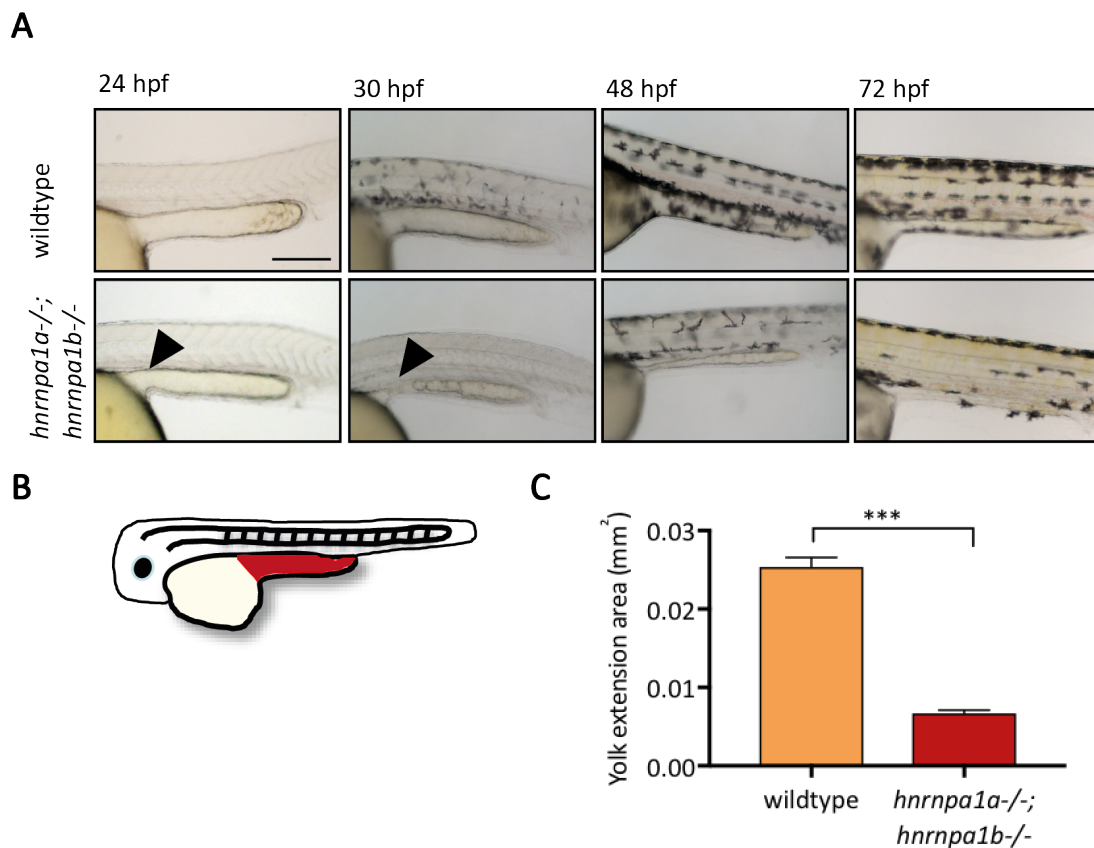 A
24 hpf
30 hpf
48 hpf
72 hpf
wildtype
hnrnpa1a-/-;
hnrnpa1b-/-
B
C
***
Yolk extension area (mm²)
0.03
0.02
0.01
0.00
wildtype
hnrnpa1a-/-;
hnrnpa1b-/-